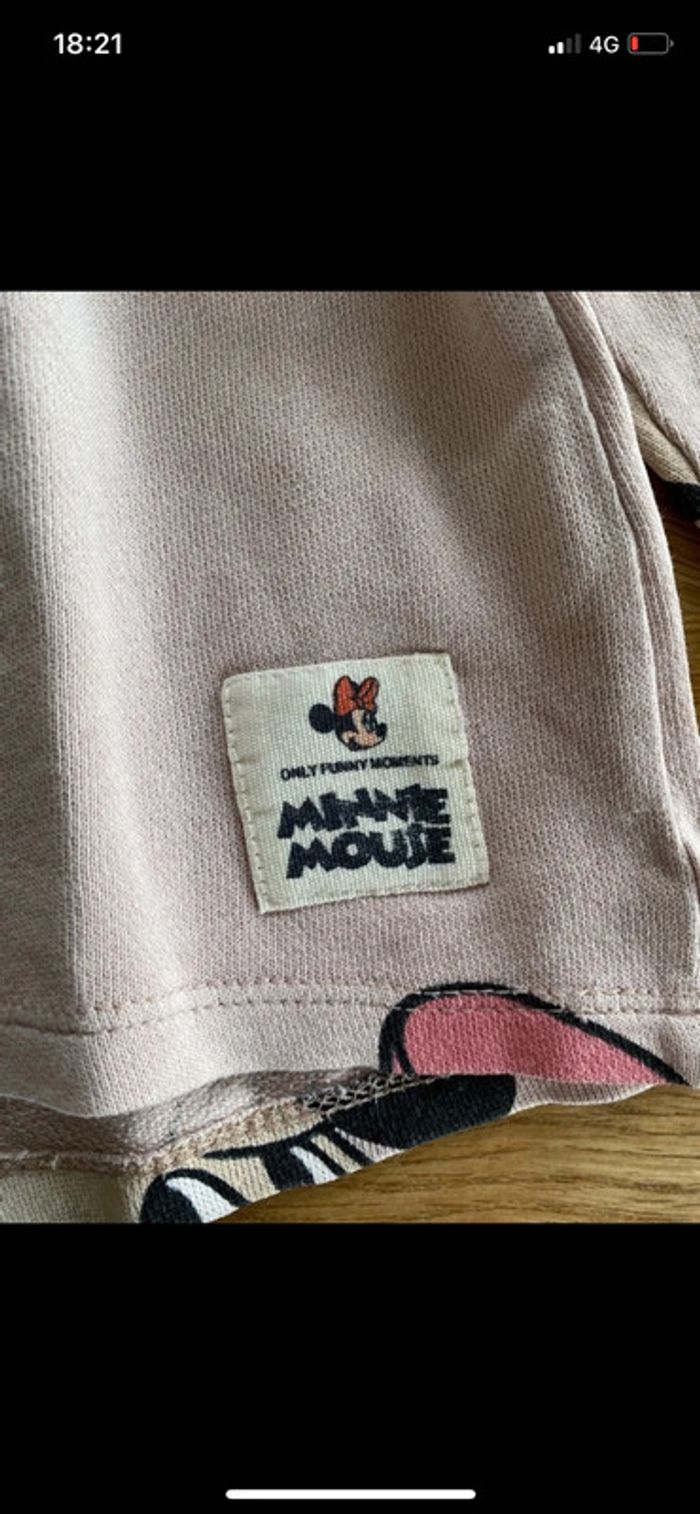 18:21
4G
ONLY FUNNY MOMENTS
MINNIE
MOUSE